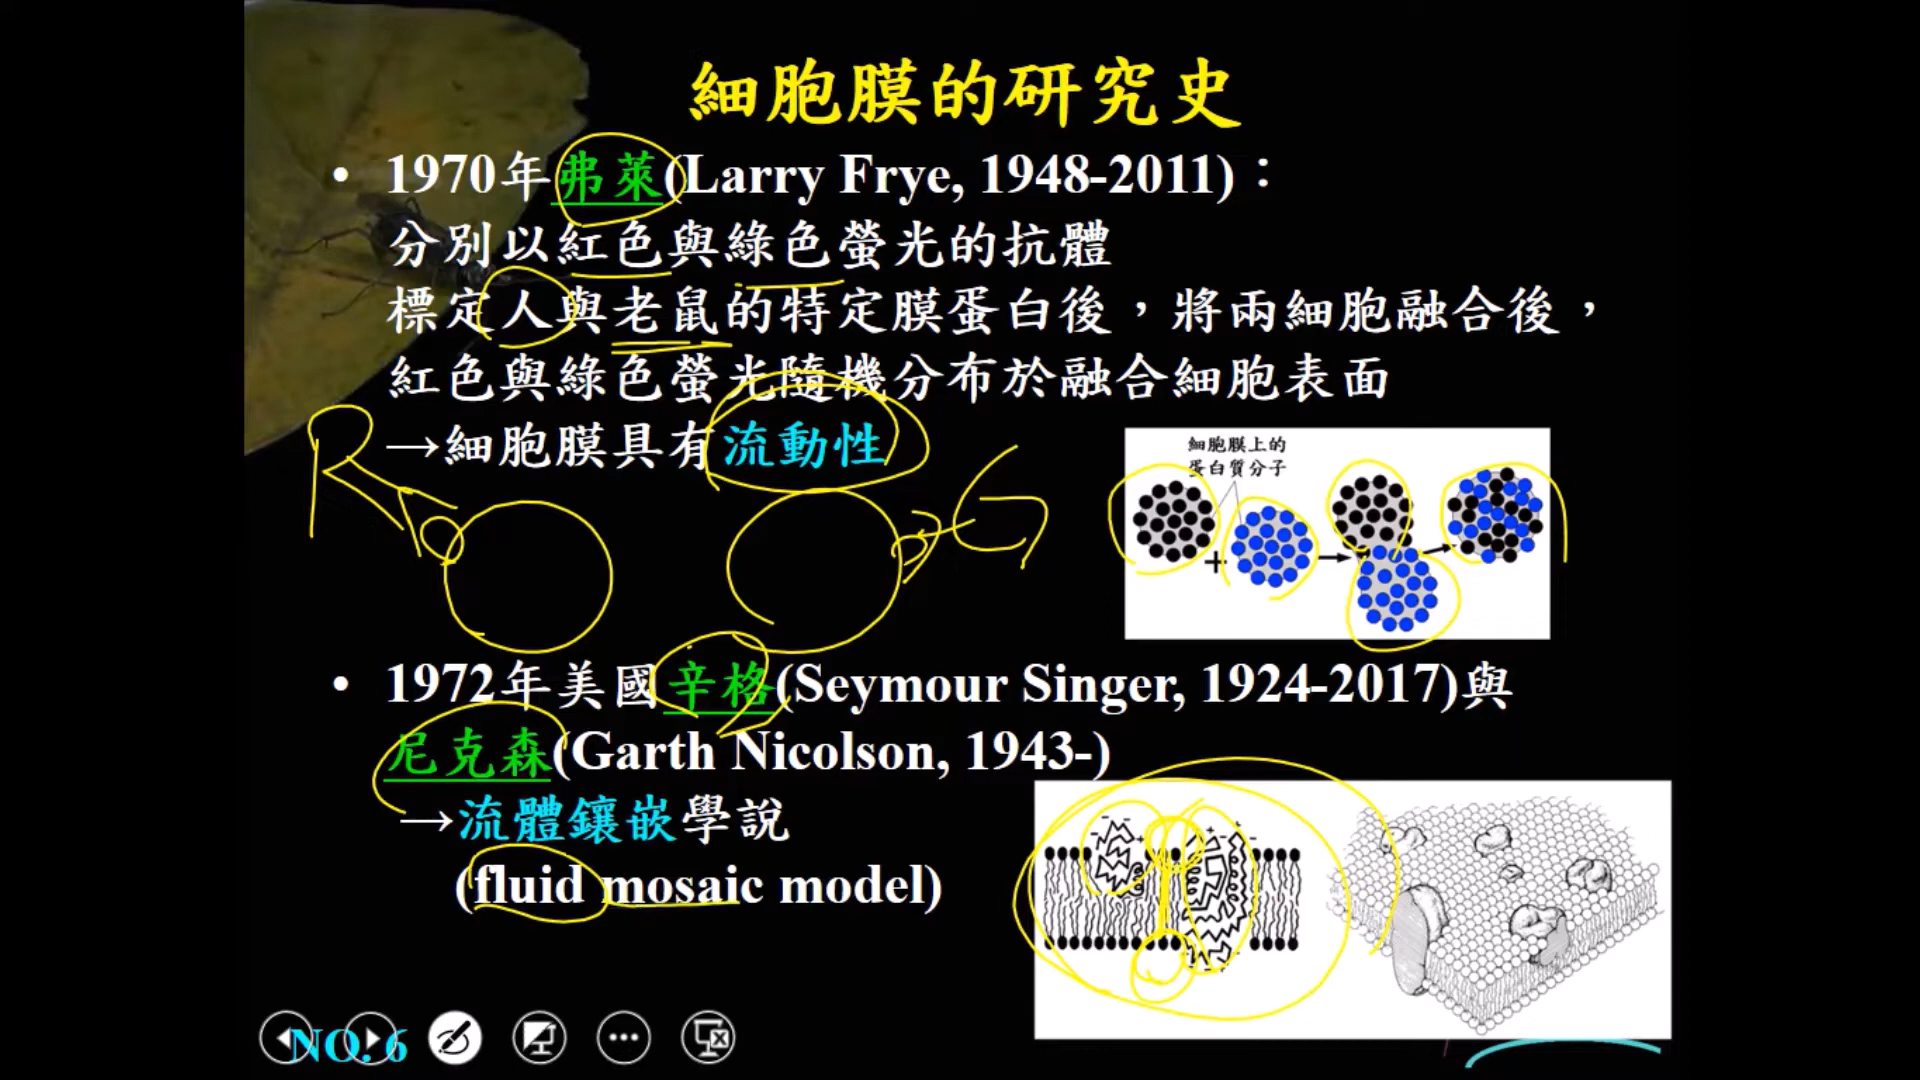 細胞膜的研究史
• 1970年弗萊(Larry Frye, 1948-2011)：
分別以紅色與綠色螢光的抗體
標定人與老鼠的特定膜蛋白後，將兩細胞融合後，
紅色與綠色螢光隨機分布於融合細胞表面
→細胞膜具有流動性
R
G
細胞膜上的
蛋白質分子
+
• 1972年美國辛格(Seymour Singer, 1924-2017)與
尼克森(Garth Nicolson, 1943-)
→流體鑲嵌學說
(fluid mosaic model)
NO. 6